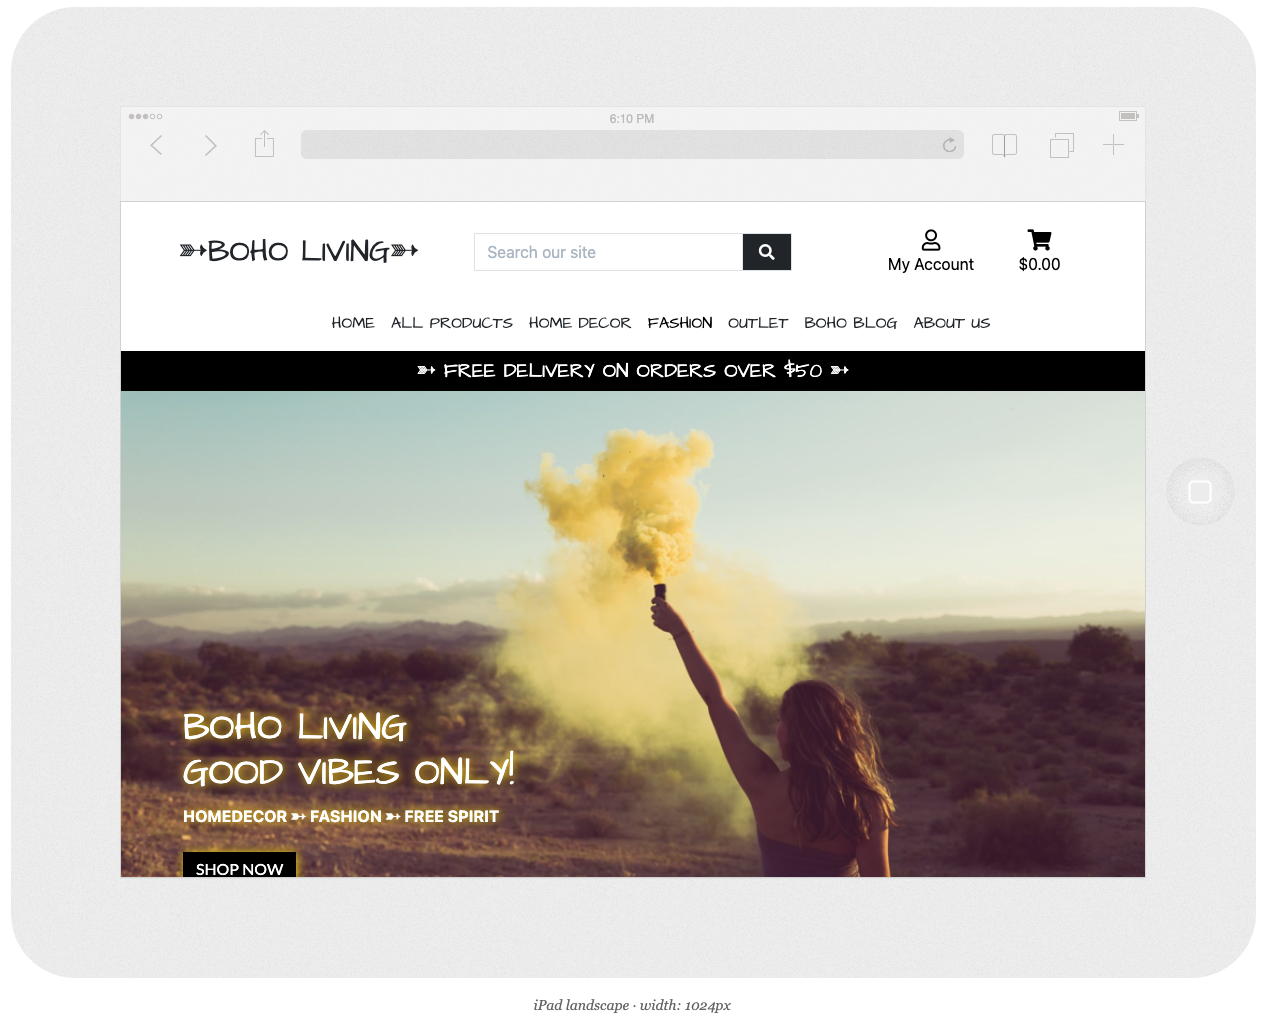 6:10 PM
➳BOHO LIVING➳
Search our site
My Account
$0.00
HOME ALL PRODUCTS HOME DECOR FASHION OUTLET BOHO BLOG ABOUT US
➳ FREE DELIVERY ON ORDERS OVER $50 ➳
BOHO LIVING
GOOD VIBES ONLY!
HOMEDECOR ➳ FASHION ➳ FREE SPIRIT
SHOP NOW
iPad landscape · width: 1024px